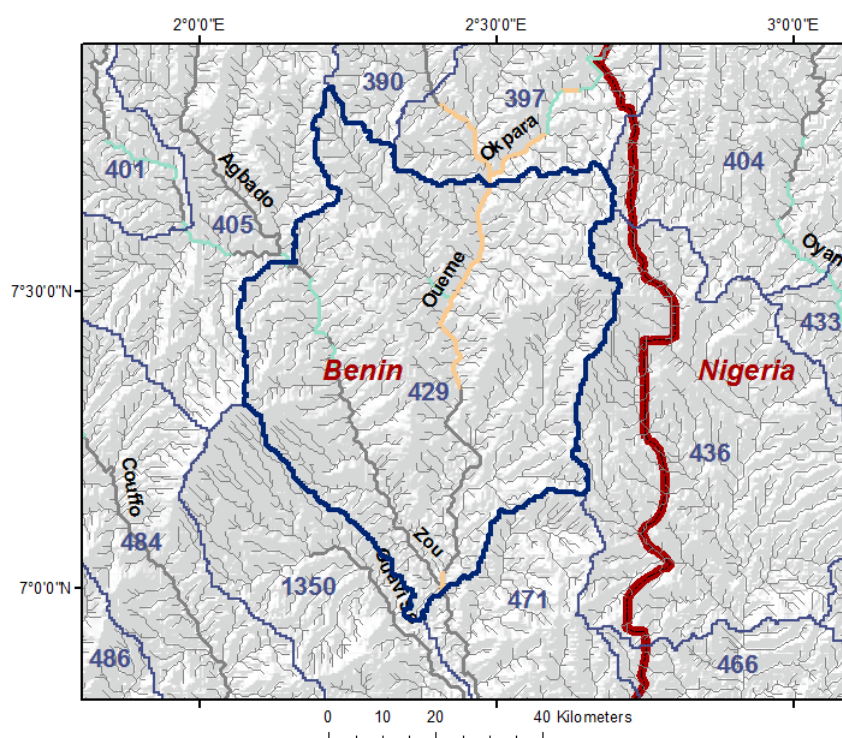 2°0'0"E 2°30'0"E 3°0'0"E
390
397
Okpara
404
401
Agbado
405
Oyan
7°30'0"N
Oueme
433
Benin
Nigeria
429
436
Couffo
484
Zou
7°0'0"N
1350
471
486
466
0 10 20 40 Kilometers